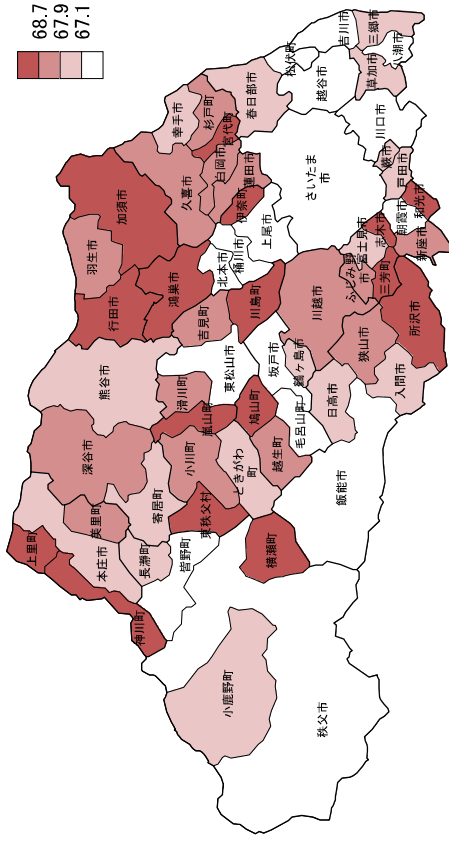 68.7
67.9
67.1
上里町
神川町
本庄市
美里町
深谷市
熊谷市
寄居町
長瀞町
皆野町
小鹿野町
秩父市
横瀬町
東秩父村
小川町
嵐山町
滑川町
東松山市
吉見町
ときがわ
町
越生町
鳩山町
毛呂山町
飯能市
日高市
坂戸市
鶴ヶ島市
川島町
川越市
狭山市
入間市
所沢市
三芳町
ふじみ野
市
富士見市
志木市
新座市
朝霞市
和光市
戸田市
蕨市
川口市
さいたま
市
上尾市
桶川市
北本市
鴻巣市
行田市
羽生市
加須市
久喜市
白岡市
蓮田市
伊奈町
宮代町
杉戸町
幸手市
春日部市
松伏町
越谷市
吉川市
三郷市
八潮市
草加市